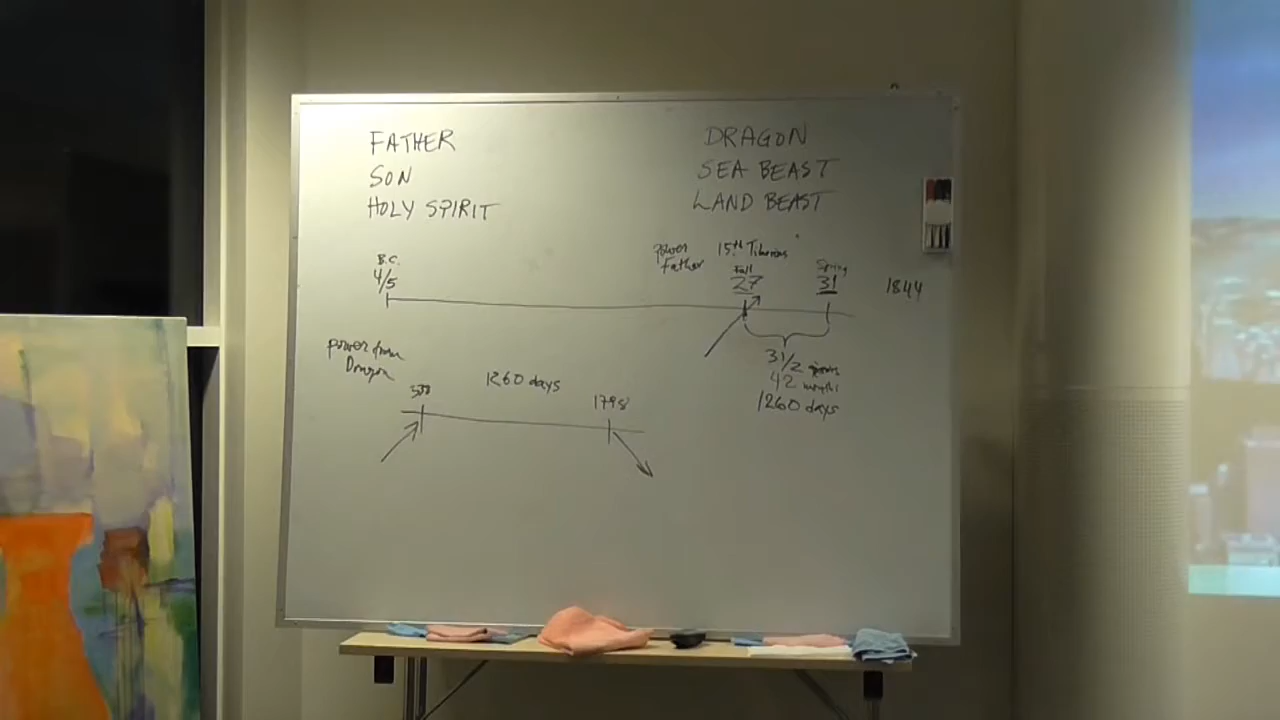 FATHER
SON
HOLY SPIRIT
DRAGON
SEA BEAST
LAND BEAST
B.C.
4/5
power
Father
15TH Tiberius
Fall
27
Spring
31
1844
3 1/2 years
42 months
1260 days
power from
Dragon
538
1260 days
1798